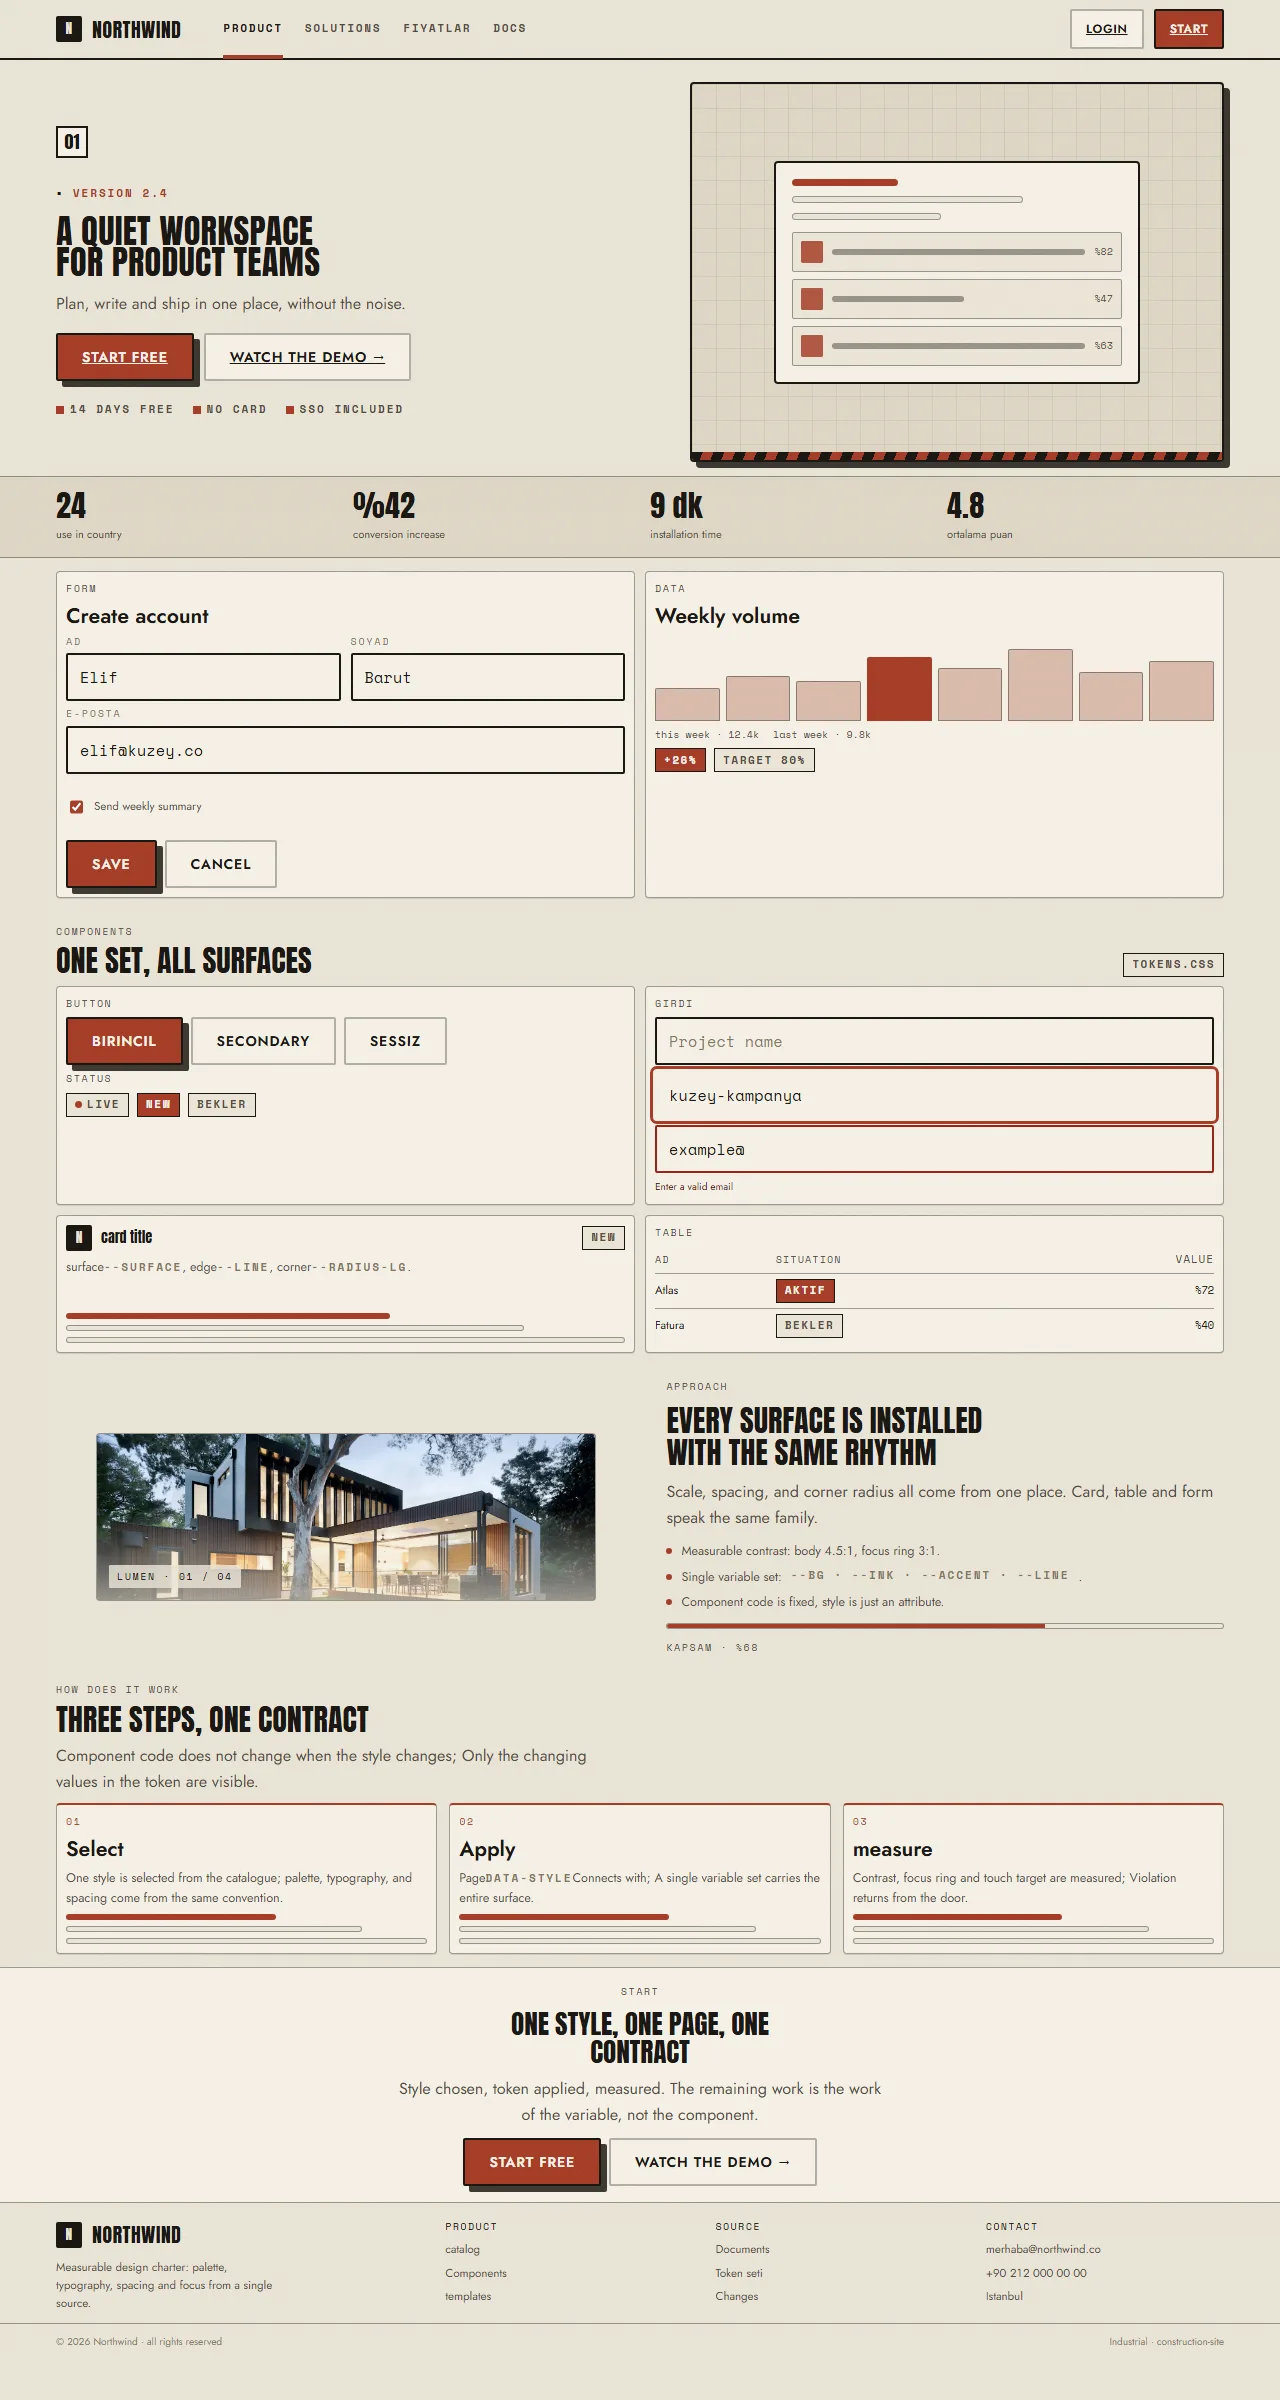 N NORTHWIND PRODUCT SOLUTIONS FIYATLAR DOCS LOGIN START
01
▪ VERSION 2.4
A QUIET WORKSPACE
FOR PRODUCT TEAMS
Plan, write and ship in one place, without the noise.
START FREE WATCH THE DEMO →
14 DAYS FREE NO CARD SSO INCLUDED
%82
%47
%63
24 %42 9 dk 4.8
use in country conversion increase installation time ortalama puan
FORM
Create account
AD SOYAD
Elif Barut
E-POSTA
elif@kuzey.co
Send weekly summary
SAVE CANCEL
DATA
Weekly volume
this week · 12.4k last week · 9.8k
+26% TARGET 80%
COMPONENTS
ONE SET, ALL SURFACES
TOKENS.CSS
BUTTON
BIRINCIL SECONDARY SESSIZ
STATUS
LIVE NEW BEKLER
GIRDI
Project name
kuzey-kampanya
example@
Enter a valid email
N card title NEW
surface--SURFACE, edge--LINE, corner--RADIUS-LG.
TABLE
AD SITUATION VALUE
Atlas AKTIF %72
Fatura BEKLER %40
LUMEN · 01 / 04
APPROACH
EVERY SURFACE IS INSTALLED
WITH THE SAME RHYTHM
Scale, spacing, and corner radius all come from one place. Card, table and form
speak the same family.
Measurable contrast: body 4.5:1, focus ring 3:1.
Single variable set: --BG · --INK · --ACCENT · --LINE .
Component code is fixed, style is just an attribute.
KAPSAM · %68
HOW DOES IT WORK
THREE STEPS, ONE CONTRACT
Component code does not change when the style changes; Only the changing
values in the token are visible.
01
Select
One style is selected from the catalogue; palette, typography, and
spacing come from the same convention.
02
Apply
PageDATA-STYLEConnects with; A single variable set carries the
entire surface.
03
measure
Contrast, focus ring and touch target are measured; Violation
returns from the door.
START
ONE STYLE, ONE PAGE, ONE
CONTRACT
Style chosen, token applied, measured. The remaining work is the work
of the variable, not the component.
START FREE WATCH THE DEMO →
N NORTHWIND
Measurable design charter: palette,
typography, spacing and focus from a single
source.
PRODUCT
catalog
Components
templates
SOURCE
Documents
Token seti
Changes
CONTACT
merhaba@northwind.co
+90 212 000 00 00
Istanbul
© 2026 Northwind · all rights reserved Industrial · construction-site